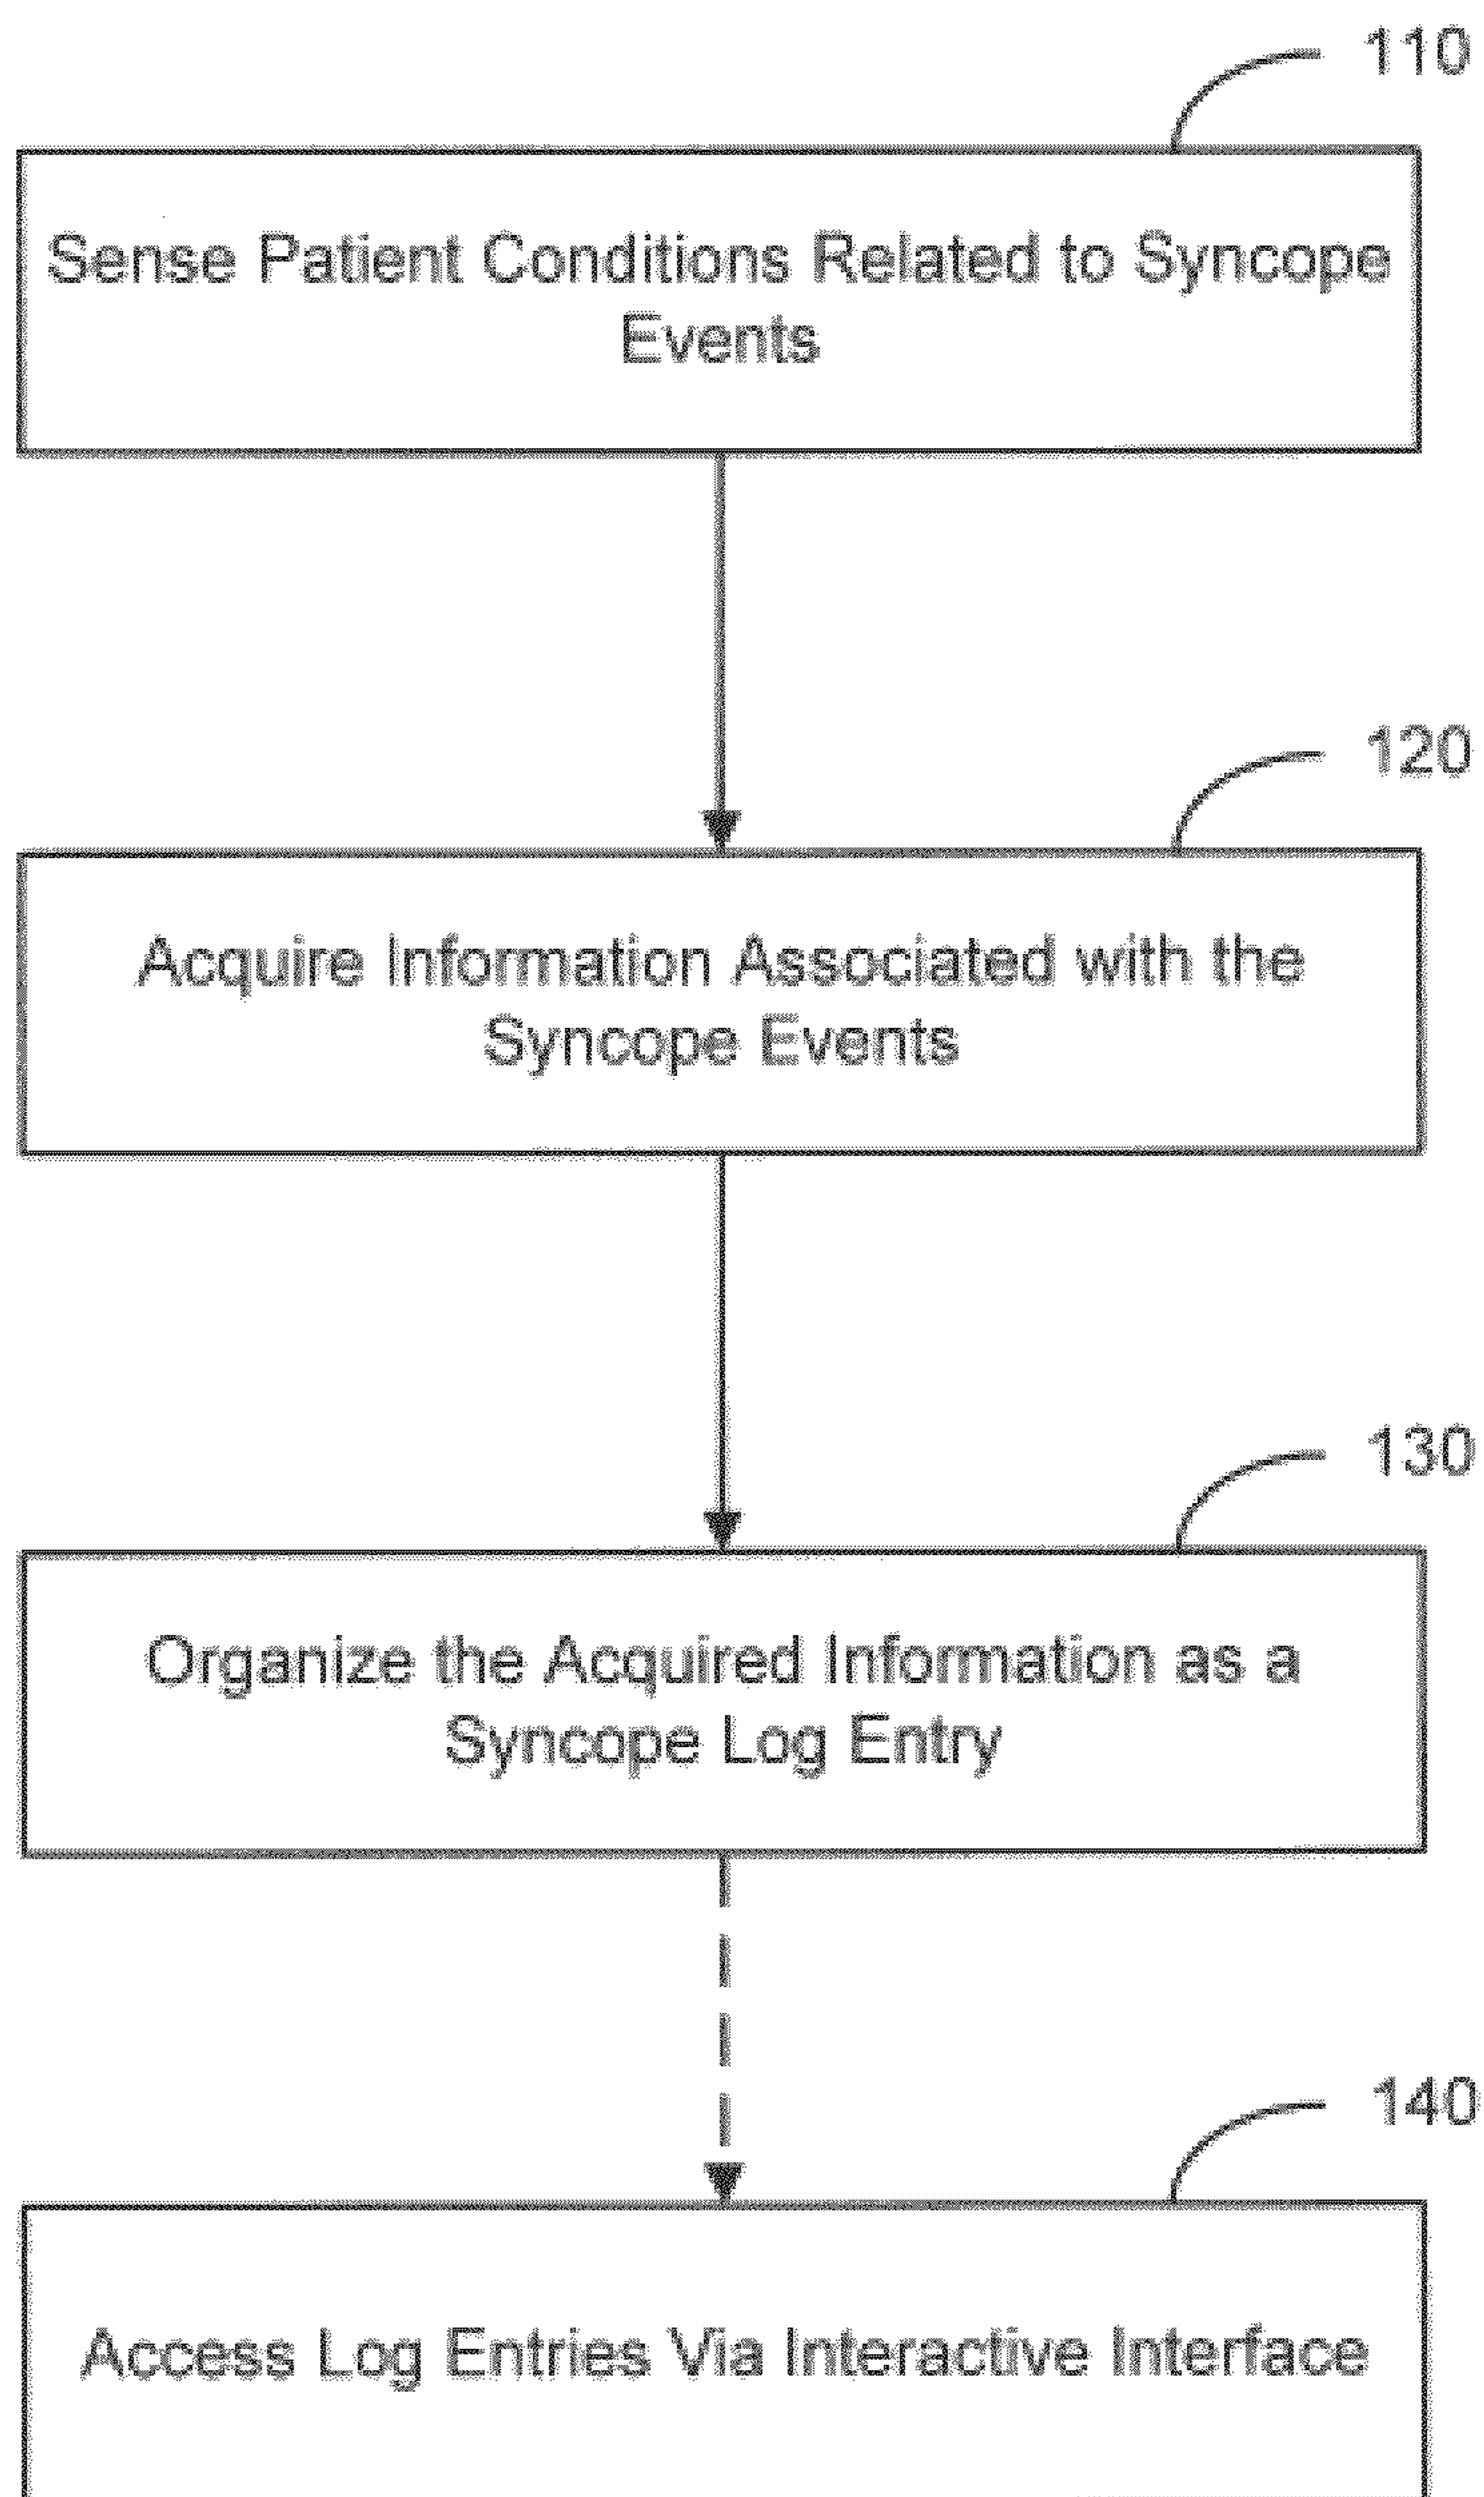 110
Sense Patient Conditions Related to Syncope
Events
120
Acquire Information Associated with the
Syncope Events
130
Organize the Acquired Information as a
Syncope Log Entry
140
Access Log Entries Via Interactive Interface